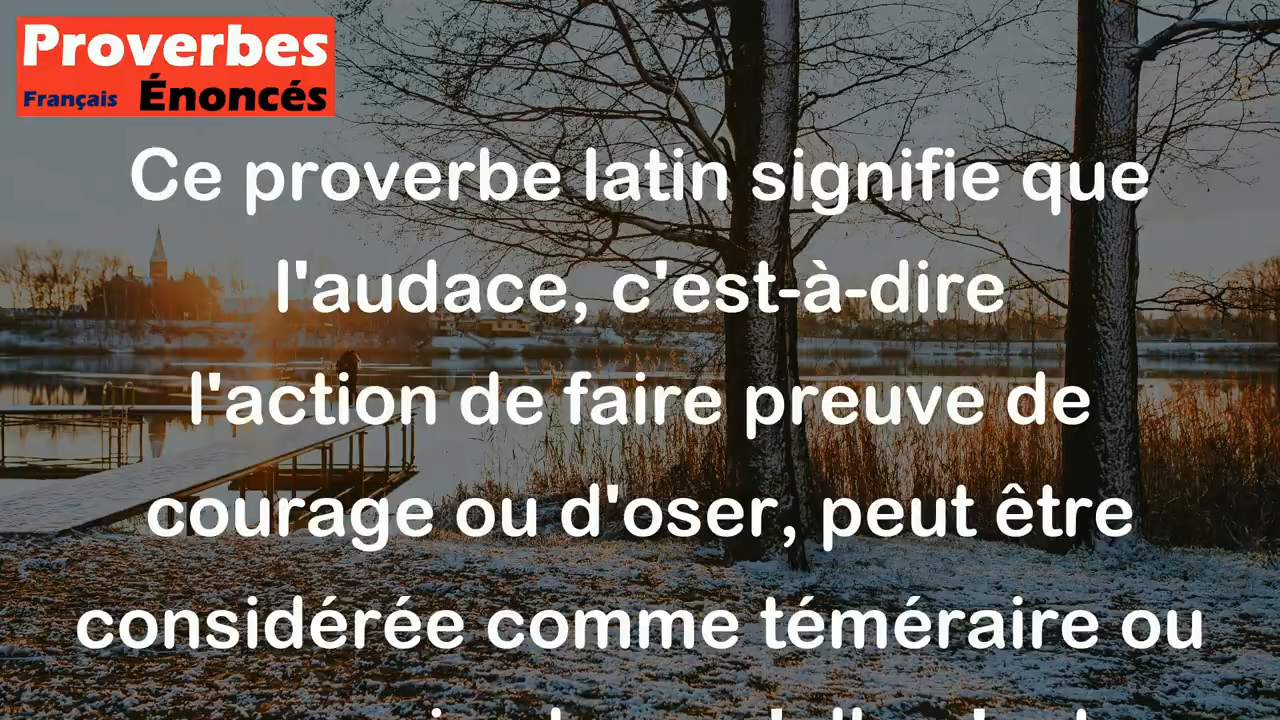 Proverbes
Français Énoncés
Ce proverbe latin signifie que
l'audace, c'est-à-dire
l'action de faire preuve de
courage ou d'oser, peut être
considérée comme téméraire ou